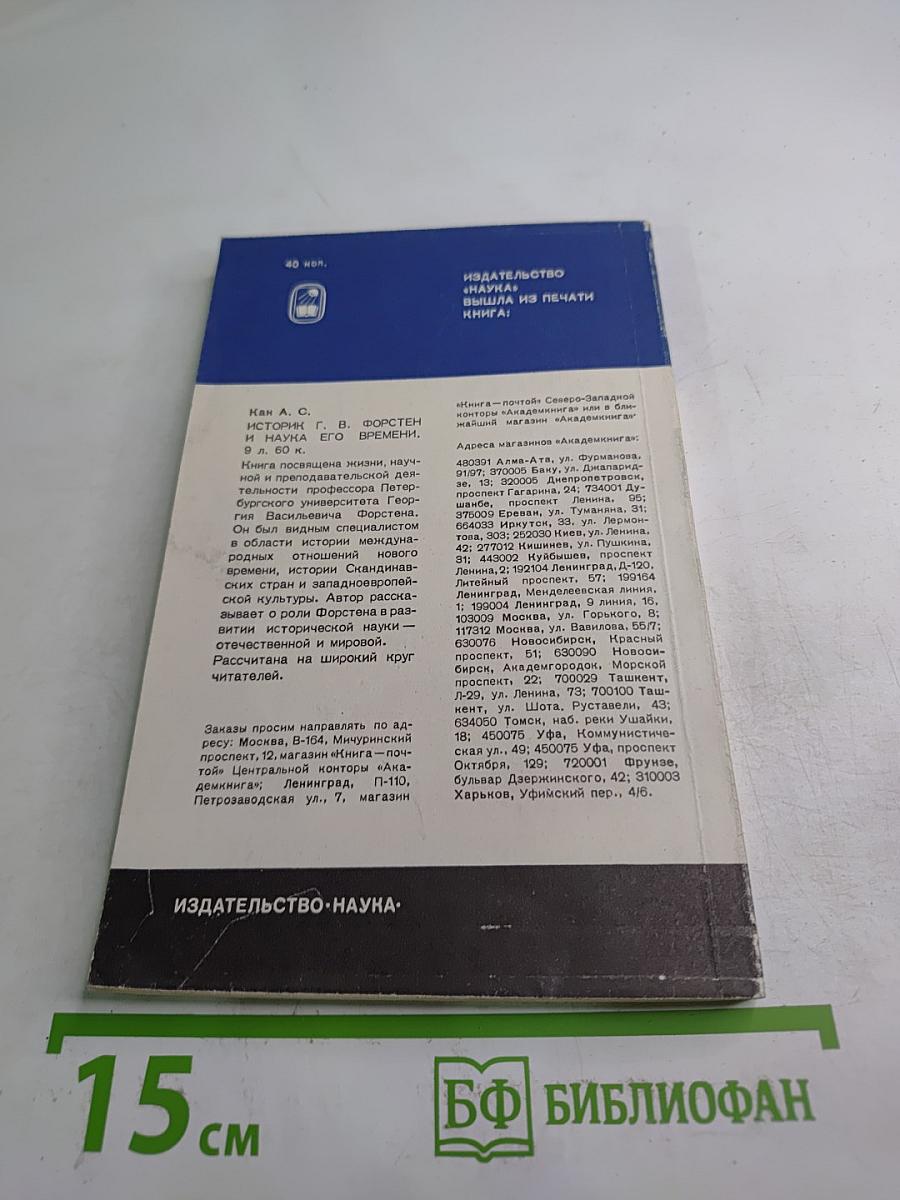 40 коп.
ИЗДАТЕЛЬСТВО
«НАУКА»
ВЫШЛА ИЗ ПЕЧАТИ
КНИГА:
Кан А. С.
ИСТОРИК Г. В. ФОРСТЕН
И НАУКА ЕГО ВРЕМЕНИ.
9 л. 60 к.
Книга посвящена жизни, науч-
ной и преподавательской дея-
тельности профессора Петер-
бургского университета Геор-
гия Васильевича Форстена.
Он был видным специалистом
в области истории междуна-
родных отношений нового
времени, истории Скандинав-
ских стран и западноевропей-
ской культуры. Автор расска-
зывает о роли Форстена в раз-
витии исторической науки —
отечественной и мировой.
Рассчитана на широкий круг
читателей.
Заказы просим направлять по ад-
ресу: Москва, В-164, Мичуринский
проспект, 12, магазин «Книга — поч-
той» Центральной конторы «Ака-
демкнига»; Ленинград, П-110,
Петрозаводская ул., 7, магазин
«Книга — почтой» Северо-Западной
конторы «Академкнига» или в бли-
жайший магазин «Академкнига»
Адреса магазинов «Академкнига»:
480391 Алма-Ата, ул. Фурманова,
91/97; 370005 Баку, ул. Джапарид-
зе, 13; 320005 Днепропетровск,
проспект Гагарина, 24; 734001 Ду-
шанбе, проспект Ленина, 95;
375009 Ереван, ул. Туманяна, 31;
664033 Иркутск, 33, ул. Лермон-
това, 303; 252030 Киев, ул. Ленина,
42; 277012 Кишинев, ул. Пушкина,
31; 443002 Куйбышев, проспект
Ленина, 2; 192104 Ленинград, Д-120,
Литейный проспект, 57; 199164
Ленинград, Менделеевская линия,
1; 199004 Ленинград, 9 линия, 16,
103009 Москва, ул. Горького, 8;
117312 Москва, ул. Вавилова, 55/7;
630076 Новосибирск, Красный
проспект, 51; 630090 Новоси-
бирск, Академгородок, Морской
проспект, 22; 700029 Ташкент,
Л-29, ул. Ленина, 73; 700100 Таш-
кент, ул. Шота. Руставели, 43;
634050 Томск, наб. реки Ушайки,
18; 450075 Уфа, Коммунистиче-
ская ул., 49; 450075 Уфа, проспект
Октября, 129; 720001 Фрунзе,
бульвар Дзержинского, 42; 310003
Харьков, Уфимский пер., 4/6.
ИЗДАТЕЛЬСТВО·НАУКА·
15 см
БФ БИБЛИОФАН